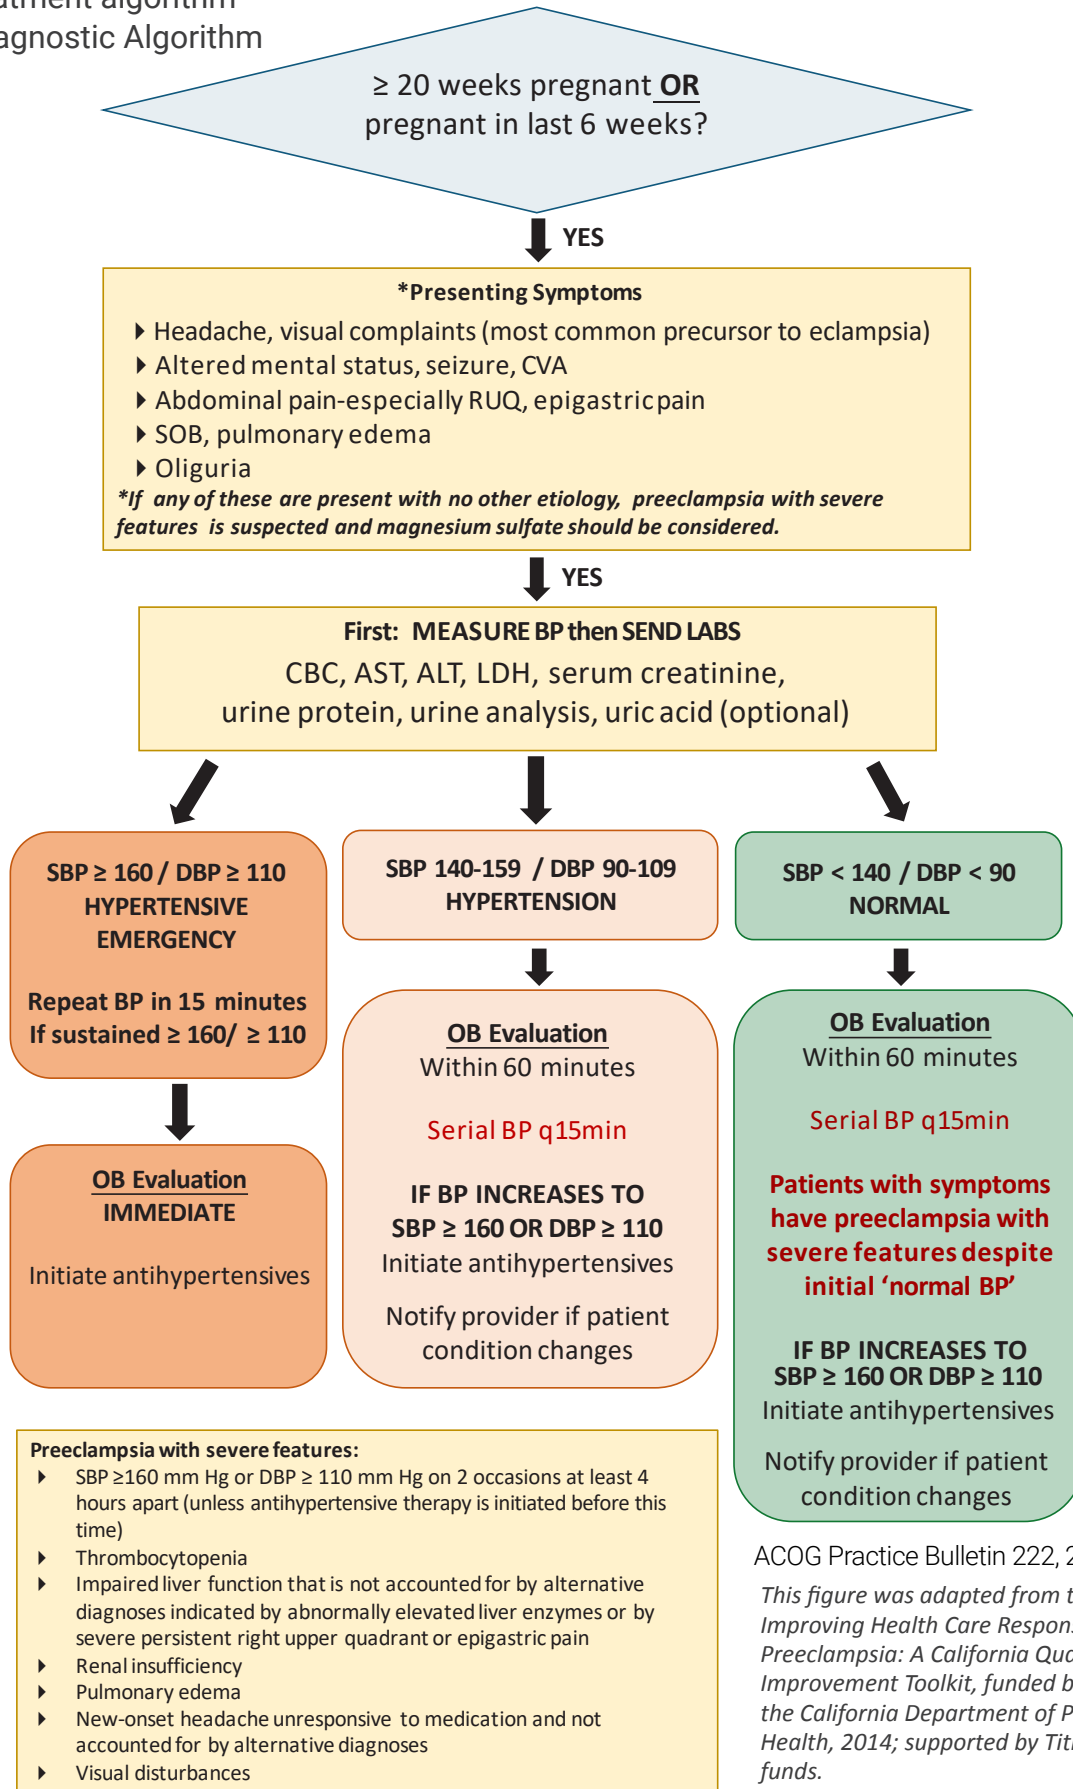 agnostic Algorithm
≥ 20 weeks pregnant OR
pregnant in last 6 weeks?
YES
*Presenting Symptoms
Headache, visual complaints (most common precursor to eclampsia)
Altered mental status, seizure, CVA
Abdominal pain-especially RUQ, epigastric pain
SOB, pulmonary edema
Oliguria
*If any of these are present with no other etiology, preeclampsia with severe
features is suspected and magnesium sulfate should be considered.
YES
First: MEASURE BP then SEND LABS
CBC, AST, ALT, LDH, serum creatinine,
urine protein, urine analysis, uric acid (optional)
SBP ≥ 160 / DBP ≥ 110
HYPERTENSIVE
EMERGENCY
Repeat BP in 15 minutes
If sustained ≥ 160/ ≥ 110
OB Evaluation
IMMEDIATE
Initiate antihypertensives
SBP 140-159 / DBP 90-109
HYPERTENSION
OB Evaluation
Within 60 minutes
Serial BP q15min
IF BP INCREASES TO
SBP ≥ 160 OR DBP ≥ 110
Initiate antihypertensives
Notify provider if patient
condition changes
SBP < 140 / DBP < 90
NORMAL
OB Evaluation
Within 60 minutes
Serial BP q15min
Patients with symptoms
have preeclampsia with
severe features despite
initial ‘normal BP’
IF BP INCREASES TO
SBP ≥ 160 OR DBP ≥ 110
Initiate antihypertensives
Notify provider if patient
condition changes
Preeclampsia with severe features:
SBP ≥160 mm Hg or DBP ≥ 110 mm Hg on 2 occasions at least 4
hours apart (unless antihypertensive therapy is initiated before this
time)
Thrombocytopenia
Impaired liver function that is not accounted for by alternative
diagnoses indicated by abnormally elevated liver enzymes or by
severe persistent right upper quadrant or epigastric pain
Renal insufficiency
Pulmonary edema
New-onset headache unresponsive to medication and not
accounted for by alternative diagnoses
Visual disturbances
ACOG Practice Bulletin 222, 2
This figure was adapted from t
Improving Health Care Respon
Preeclampsia: A California Qua
Improvement Toolkit, funded b
the California Department of P
Health, 2014; supported by Titl
funds.